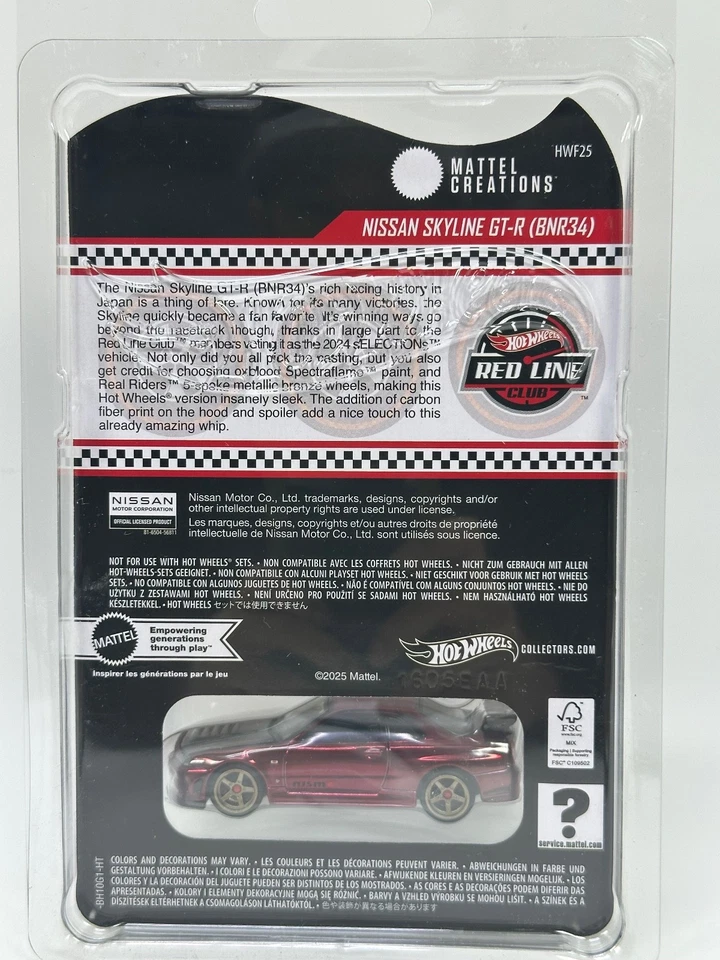 HWF25
MATTEL
CREATIONS
NISSAN SKYLINE GT-R (BNR34)
The Nissan Skyline GT-R (BNR34)'s rich racing history in
Japan is a thing of lore. Known for its many victories, the
Skyline quickly became a fan favorite. It's winning ways go
beyond the racetrack though, thanks in large part to the
Red Line Club™ members voting it as the 2024 sELECTIONs™
vehicle. Not only did you all pick the casting, but you also
get credit for choosing oxblood Spectraflame™ paint, and
Real Riders™ 6-spoke metallic bronze wheels, making this
Hot Wheels® version insanely sleek. The addition of carbon
fiber print on the hood and spoiler add a nice touch to this
already amazing whip.
Hot Wheels
RED LINE
CLUB
TM
NISSAN
MOTOR CORPORATION
OFFICIAL LICENSED PRODUCT
Nissan Motor Co., Ltd. trademarks, designs, copyrights and/or
other intellectual property rights are used under license.
Les marques, designs, copyrights et/ou autres droits de propriété
intellectuelle de Nissan Motor Co., Ltd. sont utilisés sous licence.
NOT FOR USE WITH HOT WHEELS® SETS. • NON COMPATIBLE AVEC LES COFFRETS HOT WHEELS. • NICHT ZUM GEBRAUCH MIT ALLEN
HOT-WHEELS-SETS GEEIGNET. • NON COMPATIBILE CON ALCUNI PLAYSET HOT WHEELS. • NIET GESCHIKT VOOR GEBRUIK MET HOT WHEELS
SETS. • NO COMPATIBLE CON ALGUNOS JUGUETES DE HOT WHEELS. • NÃO É COMPATÍVEL COM ALGUNS CONJUNTOS HOT WHEELS. • NIE DO
UŻYTKU Z ZESTAWAMI HOT WHEELS. • NENÍ URČENO PRO POUŽITÍ SE SADAMI HOT WHEELS. • NEM HASZNÁLHATÓ HOT WHEELS
KÉSZLETEKKEL. • HOT WHEELS セットでは使用できません
MATTEL
Empowering
generations
through play™
Inspirer les générations par le jeu
Hot Wheels COLLECTORS.COM
©2025 Mattel.
FSC
www.fsc.org
MIX
Packaging | Supporting
responsible forestry
FSC® C109502
nismo
?
service.mattel.com
-BH10G1-HT
COLORS AND DECORATIONS MAY VARY. • LES COULEURS ET LES DÉCORATIONS PEUVENT VARIER. • ABWEICHUNGEN IN FARBE UND
GESTALTUNG VORBEHALTEN. • I COLORI E LE DECORAZIONI POSSONO VARIARE. • AFWIJKENDE KLEUREN EN VERSIERINGEN MOGELIJK. • LOS
COLORES Y LA DECORACIÓN DEL JUGUETE PUEDEN SER DISTINTOS DE LOS MOSTRADOS. • AS CORES E AS DECORAÇÕES PODEM DIFERIR DAS
APRESENTADAS. • KOLORY I ELEMENTY DEKORACYJNE MOGĄ SIĘ RÓŻNIĆ. • BARVY A VZHLED VÝROBKU SE MOHOU LIŠIT. • A SZÍNEK ÉS A
DÍSZÍTÉSEK ELTÉRHETNEK A CSOMAGOLÁSON LÁTHATÓKTÓL. • 色や装飾が異なる場合があります